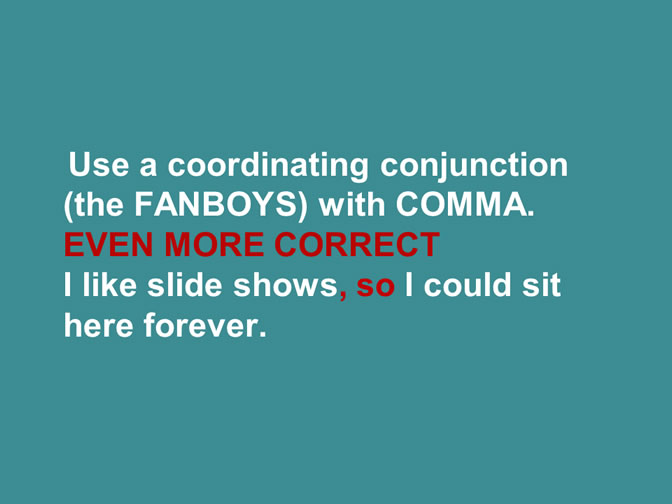 Use a coordinating conjunction
(the FANBOYS) with COMMA.
EVEN MORE CORRECT
I like slide shows, so I could sit
here forever.